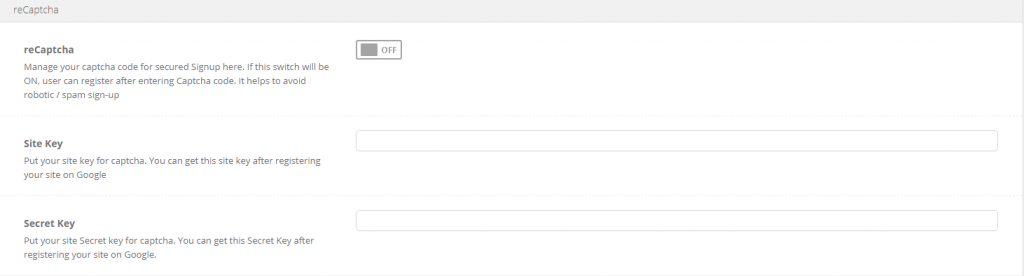 reCaptcha
reCaptcha
OFF
Manage your captcha code for secured Signup here. If this switch will be
ON, user can register after entering Captcha code. It helps to avoid
robotic / spam sign-up
Site Key
Put your site key for captcha. You can get this site key after registering
your site on Google
Secret Key
Put your site Secret key for captcha. You can get this Secret Key after
registering your site on Google.